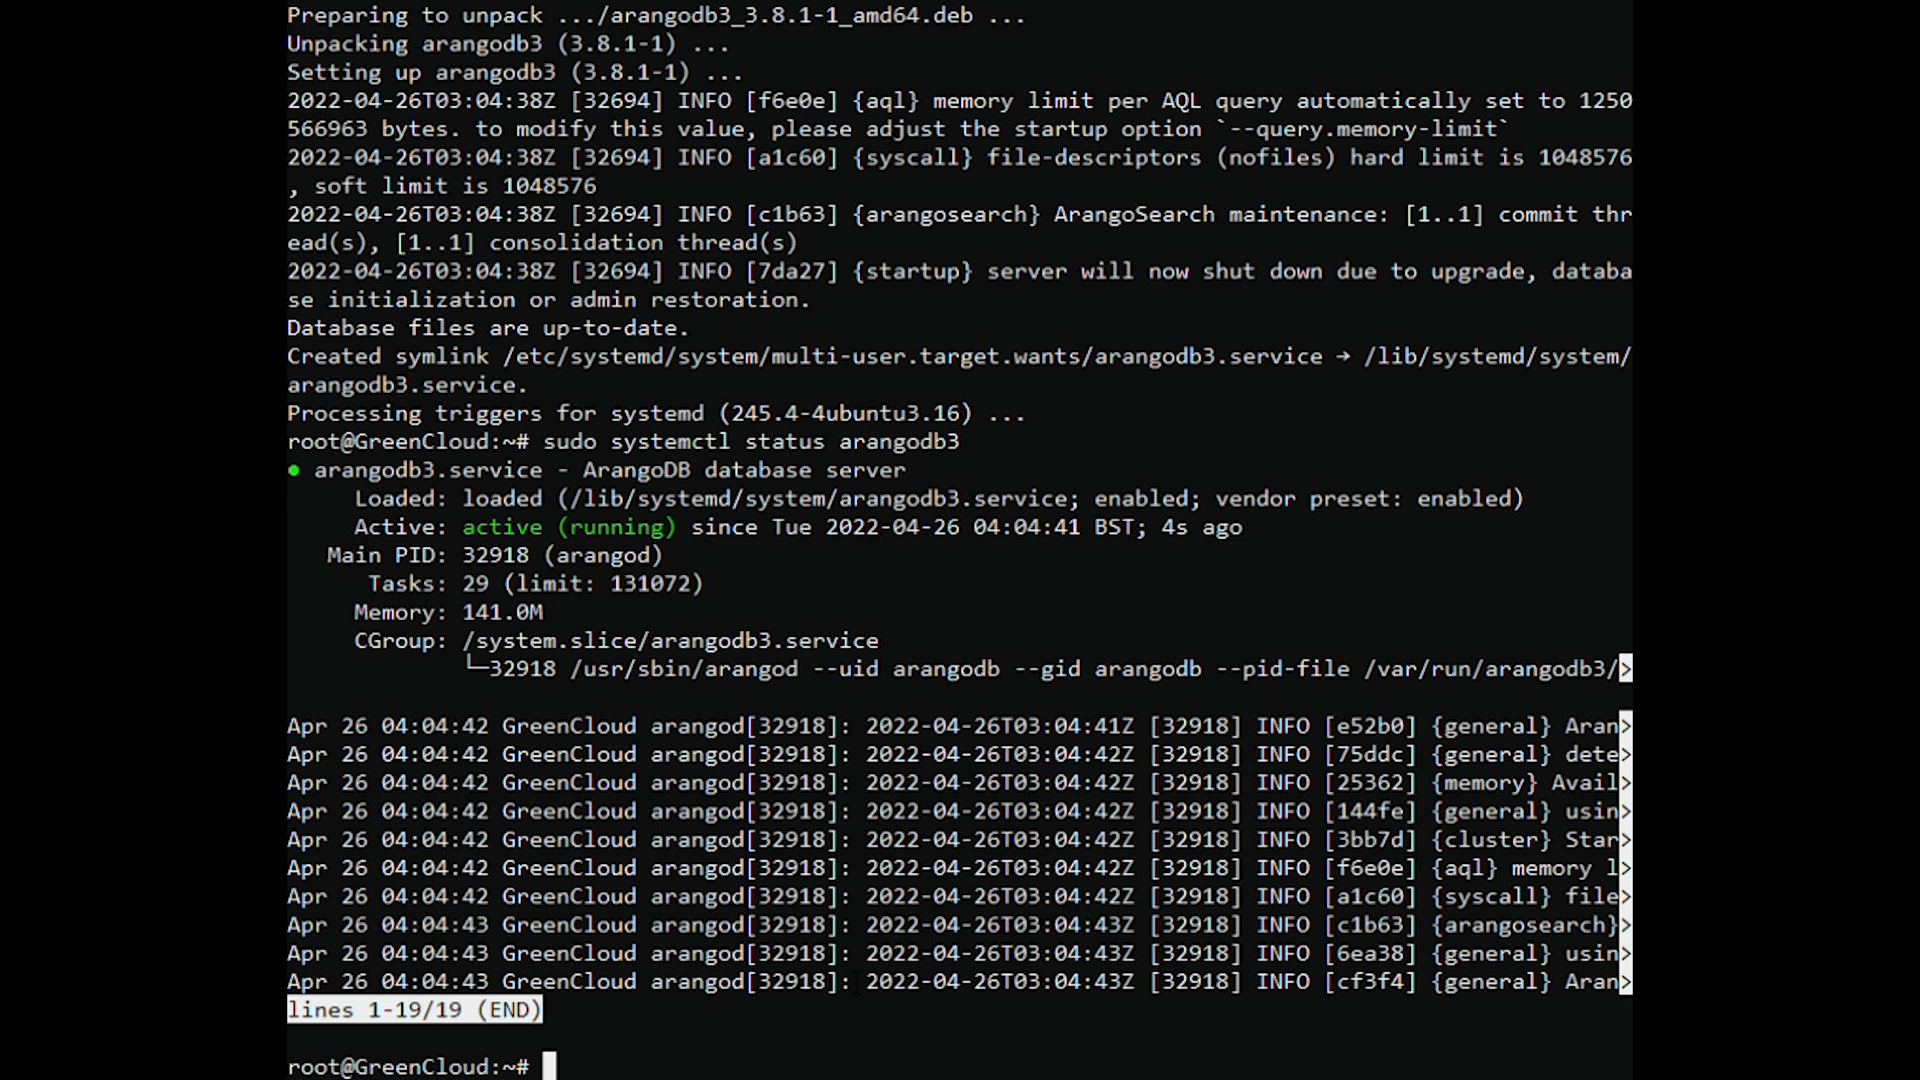 Preparing to unpack .../arangodb3_3.8.1-1_amd64.deb ...
Unpacking arangodb3 (3.8.1-1) ...
Setting up arangodb3 (3.8.1-1) ...
2022-04-26T03:04:38Z [32694] INFO [f6e0e] {aql} memory limit per AQL query automatically set to 1250
566963 bytes. to modify this value, please adjust the startup option `--query.memory-limit`
2022-04-26T03:04:38Z [32694] INFO [a1c60] {syscall} file-descriptors (nofiles) hard limit is 1048576
, soft limit is 1048576
2022-04-26T03:04:38Z [32694] INFO [c1b63] {arangosearch} ArangoSearch maintenance: [1..1] commit thr
ead(s), [1..1] consolidation thread(s)
2022-04-26T03:04:38Z [32694] INFO [7da27] {startup} server will now shut down due to upgrade, databa
se initialization or admin restoration.
Database files are up-to-date.
Created symlink /etc/systemd/system/multi-user.target.wants/arangodb3.service → /lib/systemd/system/
arangodb3.service.
Processing triggers for systemd (245.4-4ubuntu3.16) ...
root@GreenCloud:~# sudo systemctl status arangodb3
● arangodb3.service - ArangoDB database server
Loaded: loaded (/lib/systemd/system/arangodb3.service; enabled; vendor preset: enabled)
Active: active (running) since Tue 2022-04-26 04:04:41 BST; 4s ago
Main PID: 32918 (arangod)
Tasks: 29 (limit: 131072)
Memory: 141.0M
CGroup: /system.slice/arangodb3.service
└─32918 /usr/sbin/arangod --uid arangodb --gid arangodb --pid-file /var/run/arangodb3/>
Apr 26 04:04:42 GreenCloud arangod[32918]: 2022-04-26T03:04:41Z [32918] INFO [e52b0] {general} Aran>
Apr 26 04:04:42 GreenCloud arangod[32918]: 2022-04-26T03:04:42Z [32918] INFO [75ddc] {general} dete>
Apr 26 04:04:42 GreenCloud arangod[32918]: 2022-04-26T03:04:42Z [32918] INFO [25362] {memory} Avail>
Apr 26 04:04:42 GreenCloud arangod[32918]: 2022-04-26T03:04:42Z [32918] INFO [144fe] {general} usin>
Apr 26 04:04:42 GreenCloud arangod[32918]: 2022-04-26T03:04:42Z [32918] INFO [3bb7d] {cluster} Star>
Apr 26 04:04:42 GreenCloud arangod[32918]: 2022-04-26T03:04:42Z [32918] INFO [f6e0e] {aql} memory l>
Apr 26 04:04:42 GreenCloud arangod[32918]: 2022-04-26T03:04:42Z [32918] INFO [a1c60] {syscall} file>
Apr 26 04:04:43 GreenCloud arangod[32918]: 2022-04-26T03:04:43Z [32918] INFO [c1b63] {arangosearch}>
Apr 26 04:04:43 GreenCloud arangod[32918]: 2022-04-26T03:04:43Z [32918] INFO [6ea38] {general} usin>
Apr 26 04:04:43 GreenCloud arangod[32918]: 2022-04-26T03:04:43Z [32918] INFO [cf3f4] {general} Aran>
lines 1-19/19 (END)
root@GreenCloud:~#